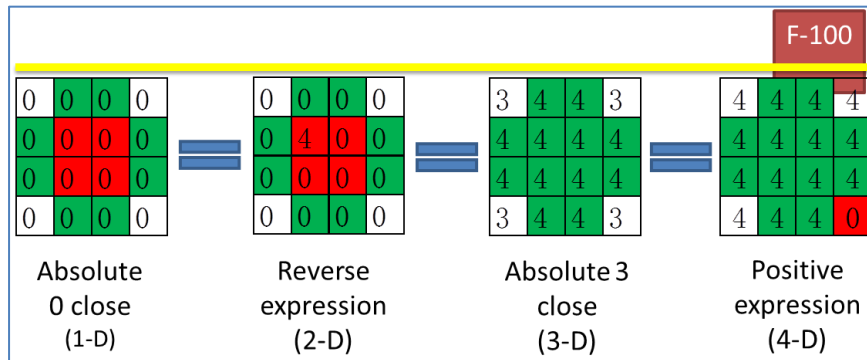 F-100
0 0 0 0 0 0 0 0 3 4 4 3 4 4 4 4
0 0 0 0 0 4 0 0 4 4 4 4 4 4 4 4
0 0 0 0 0 0 0 0 4 4 4 4 4 4 4 4
0 0 0 0 0 0 0 0 3 4 4 3 4 4 4 0
Absolute
0 close
(1-D)
Reverse
expression
(2-D)
Absolute 3
close
(3-D)
Positive
expression
(4-D)